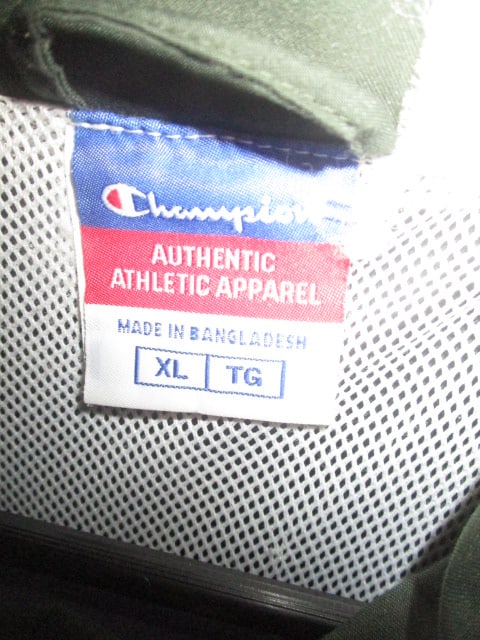 Champion
AUTHENTIC
ATHLETIC APPAREL
MADE IN BANGLADESH
XL TG